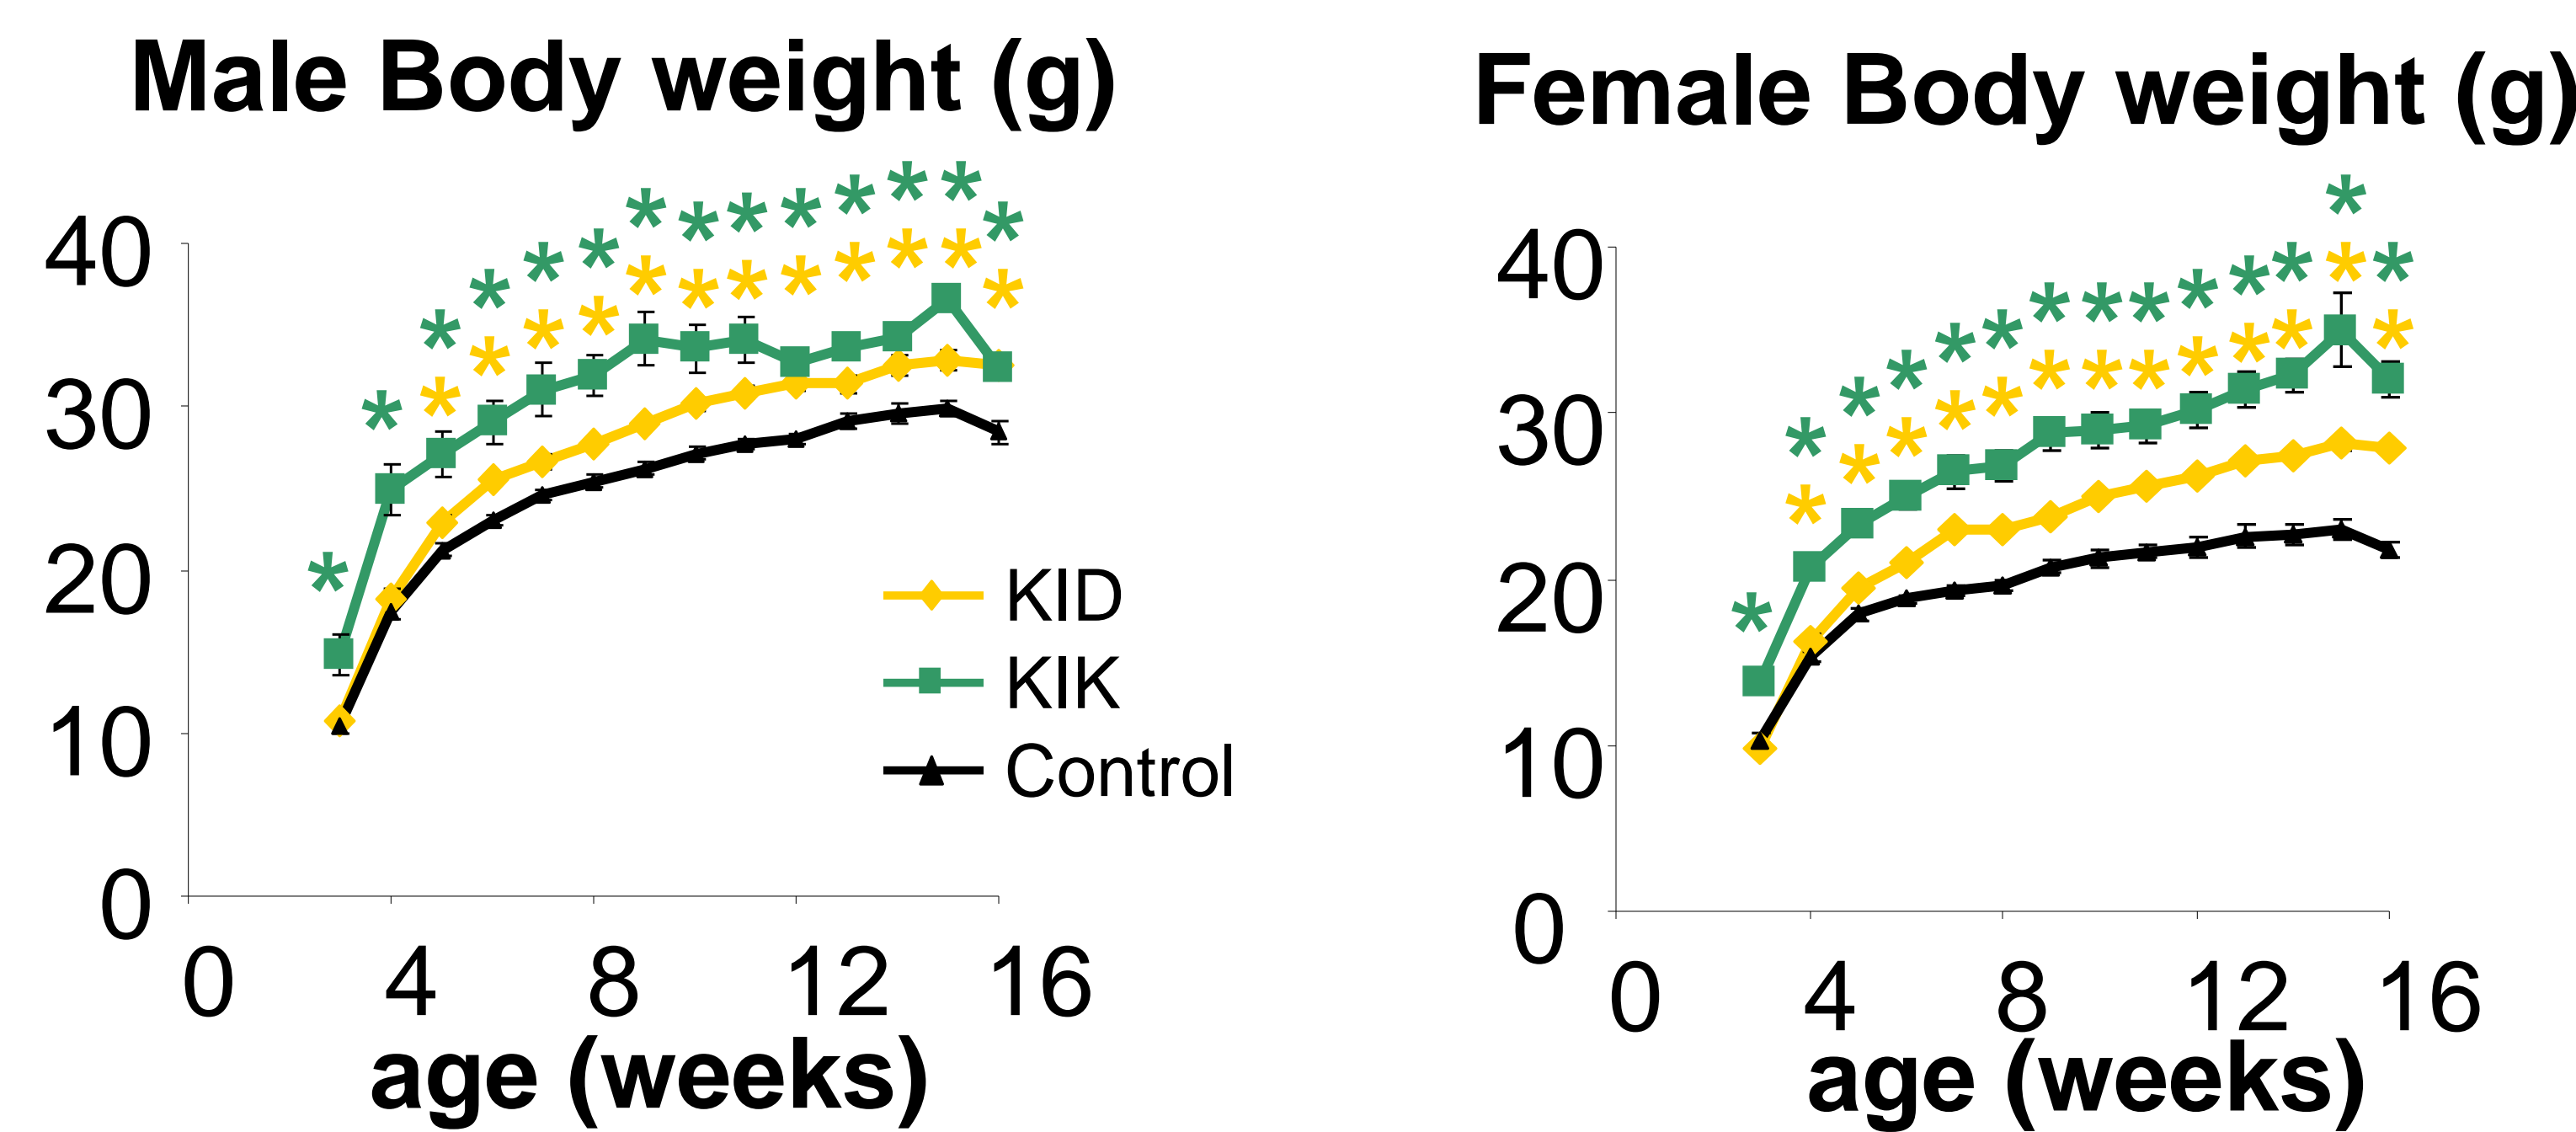 Male Body weight (g)
40
30
20
10
0
0 4 8 12 16
age (weeks)
KID
KIK
Control
Female Body weight (g)
40
30
20
10
0
0 4 8 12 16
age (weeks)